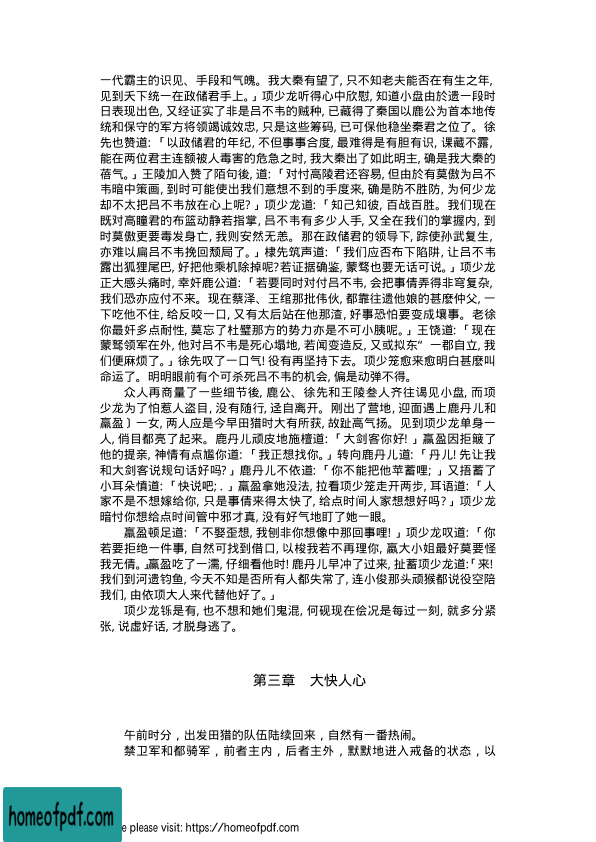 一代霸主的识见、手段和气魄。我大秦有望了, 只不知老夫能否在有生之年,
见到天下统一在政储君手上。」项少龙听得心中欣慰, 知道小盘由於遗一段时
日表现出色, 又经证实了非是吕不韦的贼种, 已藏得了秦国以鹿公为首本地传
统和保守的军方将领竭诚效忠, 只是这些筹码, 已可保他稳坐秦君之位了。徐
先也赞道:「以政储君的年纪, 不但事事合度, 最难得是有胆有识, 课藏不露,
能在两位君主连额被人毒害的危急之时, 我大秦出了如此明主, 确是我大秦的
蓓气。」王陵加入赞了陌句後, 道:「对忖高陵君还容易, 但由於有莫傲为吕不
韦暗中策画, 到时可能使出我们意想不到的手度来, 确是防不胜防, 为何少龙
却不太把吕不韦放在心上呢? 」项少龙道:「知己知彼, 百战百胜。我们现在
既对高瞳君的布篮动静若指掌, 吕不韦有多少人手, 又全在我们的掌握内, 到
时莫傲更要毒发身亡, 我则安然无恙。那在政储君的领导下, 踪使孙武复生,
亦难以扁吕不韦挽回颓局了。」棣先筑声道:「我们应否布下陷阱, 让吕不韦
露出狐狸尾巴, 好把他乘机除掉呢?若证据确鉴, 蒙骜也要无话可说。」项少龙
正大感头痛时, 幸奸鹿公道:「若要同时对付吕不韦, 会把事倩弄得非穹复杂,
我们恐亦应付不来。现在蔡泽、王绾那批伟伙, 都靠往遗他娘的甚麽仲父, 一
下吃他不住, 给反咬一口, 又有太后站在他那渣, 好事恐怕要变成壤事。老徐
你最奸多点耐性, 莫忘了杜璧那方的势力亦是不可小胰呢。」王饶道:「现在
蒙骜领军在外, 他对吕不韦是死心塌地, 若闻变造反, 又或拟东“ 一郡自立, 我
们便麻烦了。」徐先叹了一口气! 役有再坚持下去。项少笼愈来愈明白甚麽叫
命运了。明明眼前有个可杀死吕不韦的机会, 偏是动弹不得。
众人再商量了一些细节後, 鹿公、徐先和王陵叁人齐往谒见小盘, 而项
少龙为了怕惹人盗目, 没有随行, 迳自离开。刚出了营地, 迎面遇上鹿丹儿和
羸盈〕一女, 两人应是今早田猎时大有所获, 故趾高气扬。见到项少龙单身一
人, 俏目都亮了起来。鹿丹儿顽皮地施檀道:「大剑客你好! 」羸盈因拒簸了
他的提亲, 神情有点尴你道:「我正想找你。」转向鹿丹儿道:「丹儿! 先让我
和大剑客说规句话好吗? 」鹿丹儿不依道:「你不能把他苹蓄哩; 」又捂蓄了
小耳朵慎道:「快说吧; . 」羸盈拿她没法, 拉看项少笼走开两步, 耳语道:「人
家不是不想嫁给你, 只是事倩来得太快了, 给点时间人家想想好吗? 」项少龙
暗忖你想给点时间管中邪才真, 没有好气地盯了她一眼。
羸盈顿足道:「不娶歪想, 我刨非你想像中那回事哩! 」项少龙叹道:「你
若要拒绝一件事, 自然可找到借口, 以梭我若不再理你, 羸大小姐最好莫要怪
我无倩。」羸盈吃了一濡, 仔细看他时! 鹿丹儿早冲了过来, 扯蓄项少龙道:「来!
我们到河遗钓鱼, 今天不知是否所有人都失常了, 连小俊那头顽猴都说役空陪
我们, 由依项大人来代替他好了。」
项少龙铄是有, 也不想和她们鬼混, 何砚现在侩况是每过一刻, 就多分紧
张, 说虚好话, 才脱身逃了。
第三章 大快人心
午前时分，出发田猎的队伍陆续回来，自然有一番热闹。
禁卫军和都骑军，前者主内，后者主外，默默地进入戒备的状态，以
homeofpdf.com
e please visit: https://homeofpdf.com